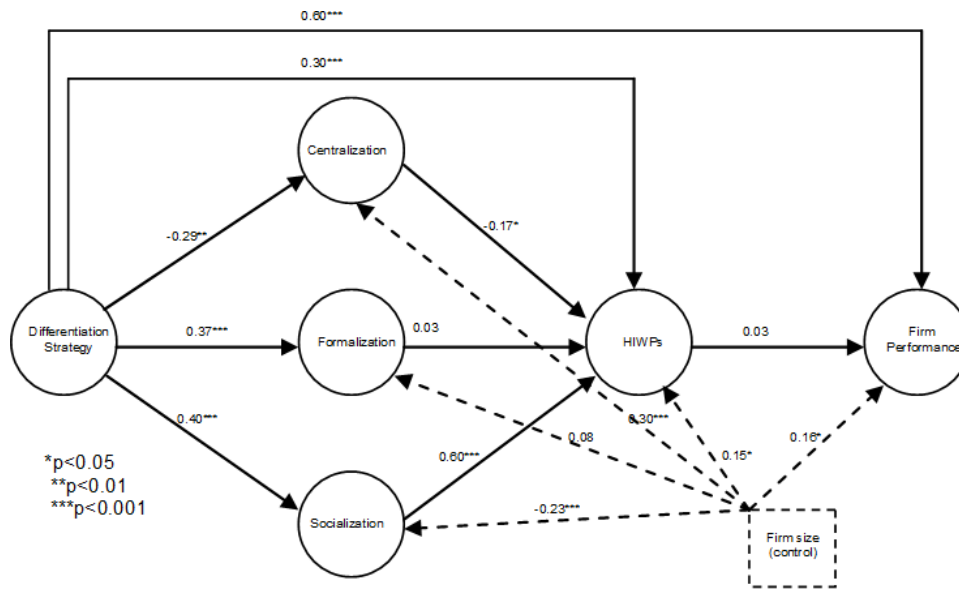 0.60***
0.30***
Centralization
-0.29**
-0.17*
Differentiation
Strategy
0.37***
Formalization
0.03
HIWPs
0.03
Firm
Performance
0.40***
0.60***
0.30***
0.08
0.15*
0.16*
*p<0.05
**p<0.01
***p<0.001
Socialization
-0.23***
Firm size
(control)